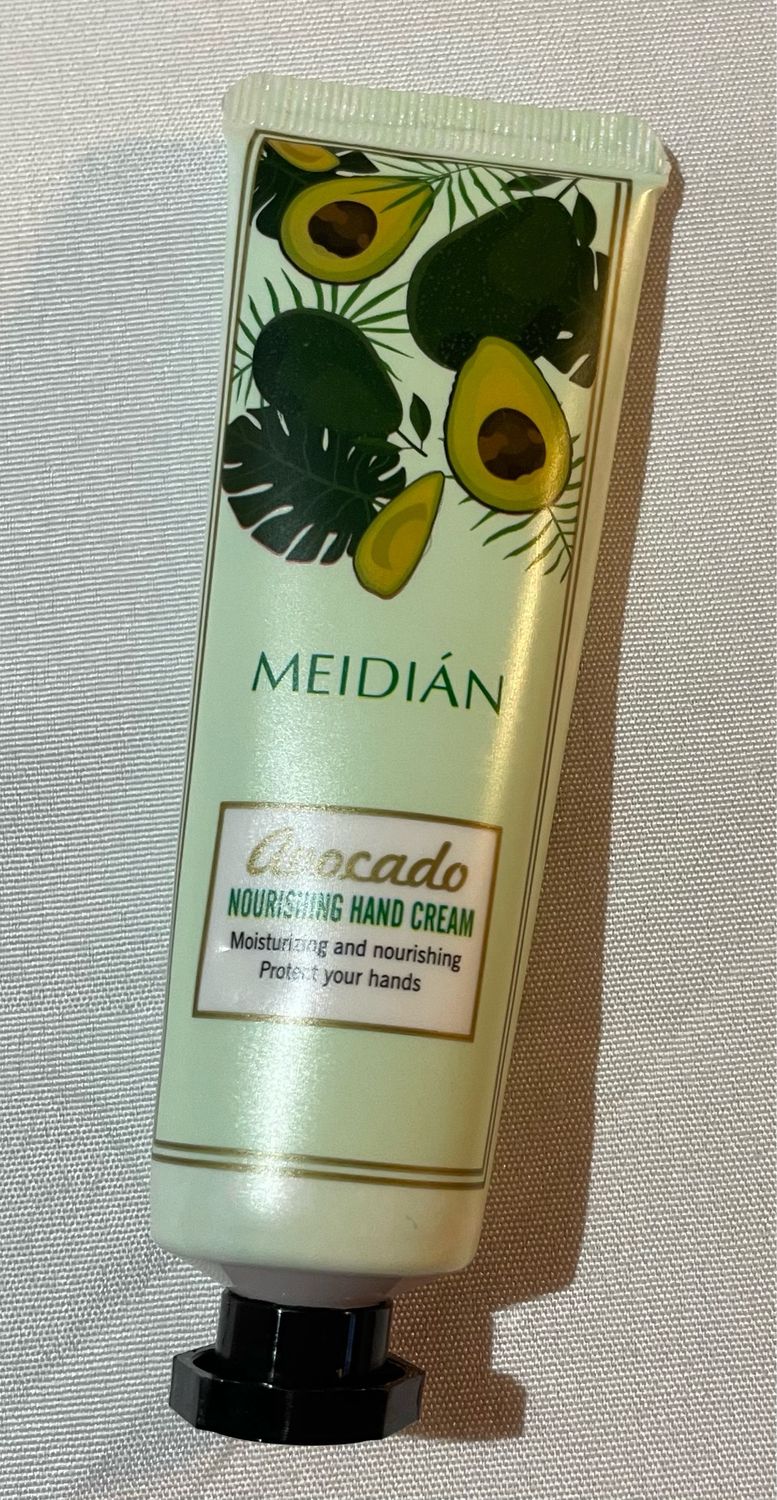 MEIDIÁN
Avocado
NOURISHING HAND CREAM
Moisturizing and nourishing
Protect your hands